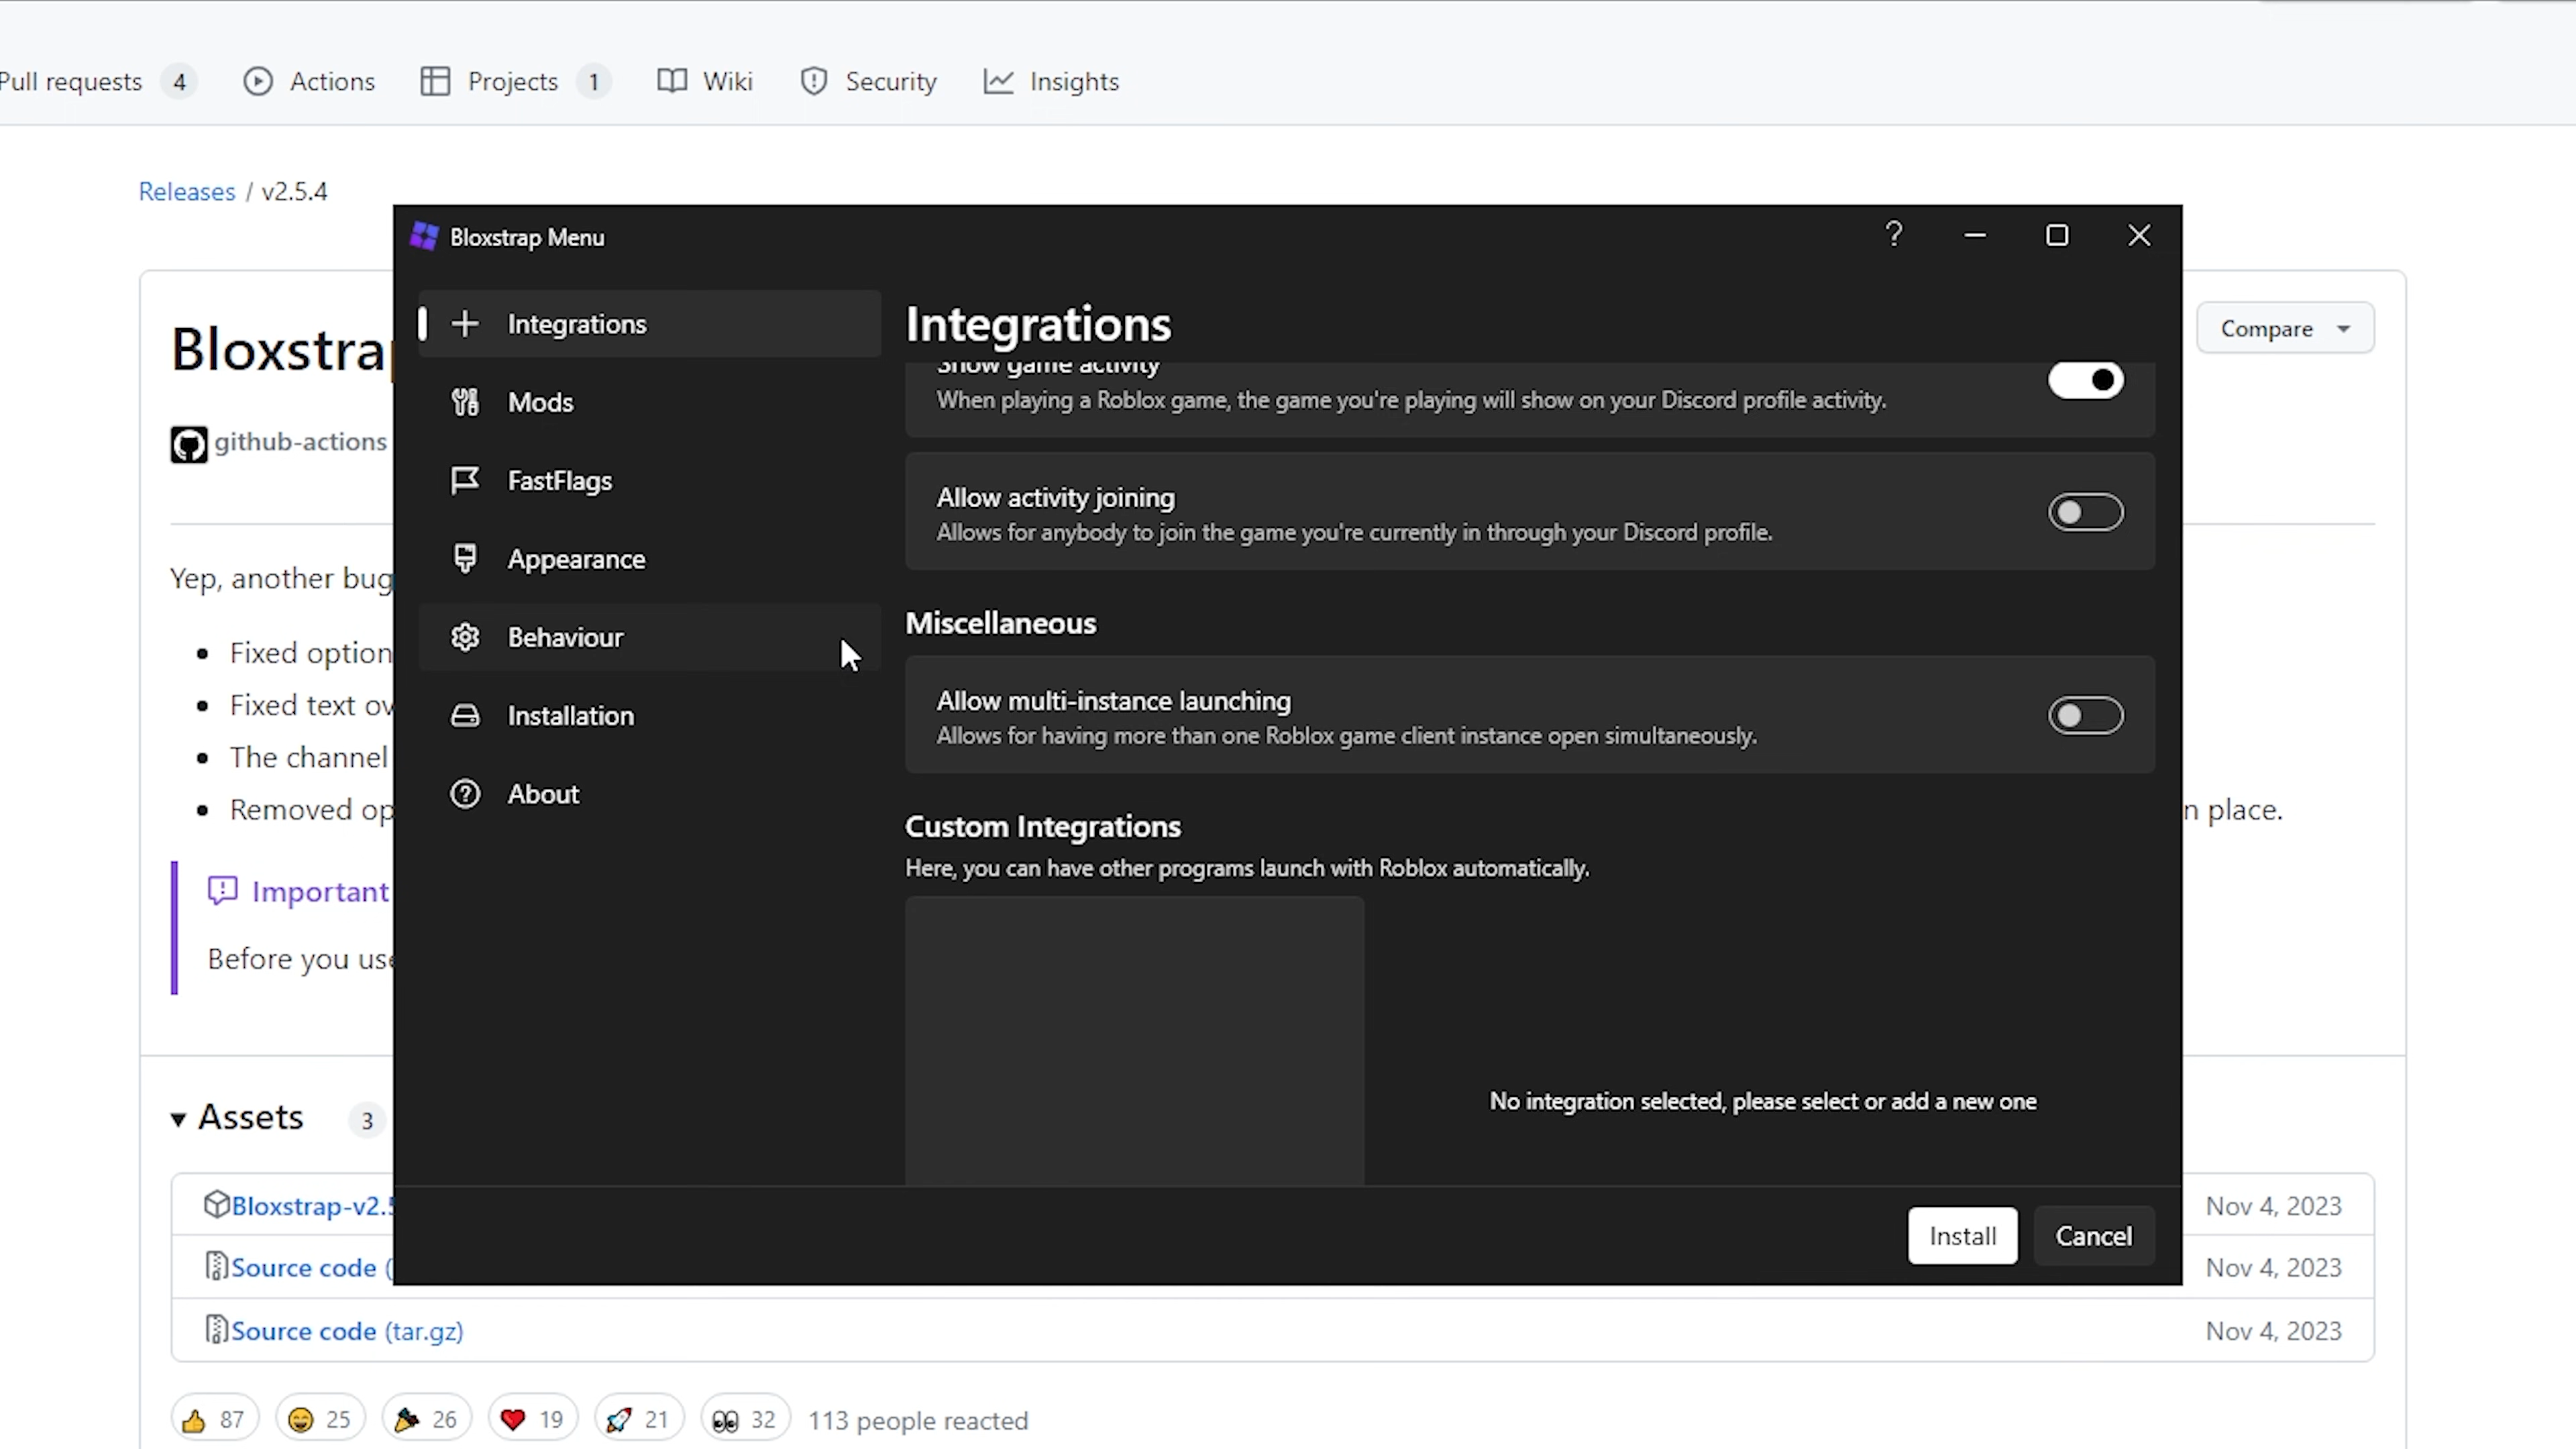 Pull requests 4 Actions Projects 1 Wiki Security Insights
Releases / v2.5.4
Bloxstrap Menu
Bloxstrap
Compare
github-actions
Yep, another bug
Fixed option
Fixed text ov
The channel
Removed op
n place.
Important
Before you use
Assets 3
Bloxstrap-v2.5
Nov 4, 2023
Source code (
Nov 4, 2023
Source code (tar.gz)
Nov 4, 2023
87 25 26 19 21 32 113 people reacted
Integrations
Mods
FastFlags
Appearance
Behaviour
Installation
About
Integrations
Show game activity
When playing a Roblox game, the game you're playing will show on your Discord profile activity.
Allow activity joining
Allows for anybody to join the game you're currently in through your Discord profile.
Miscellaneous
Allow multi-instance launching
Allows for having more than one Roblox game client instance open simultaneously.
Custom Integrations
Here, you can have other programs launch with Roblox automatically.
No integration selected, please select or add a new one
Install
Cancel